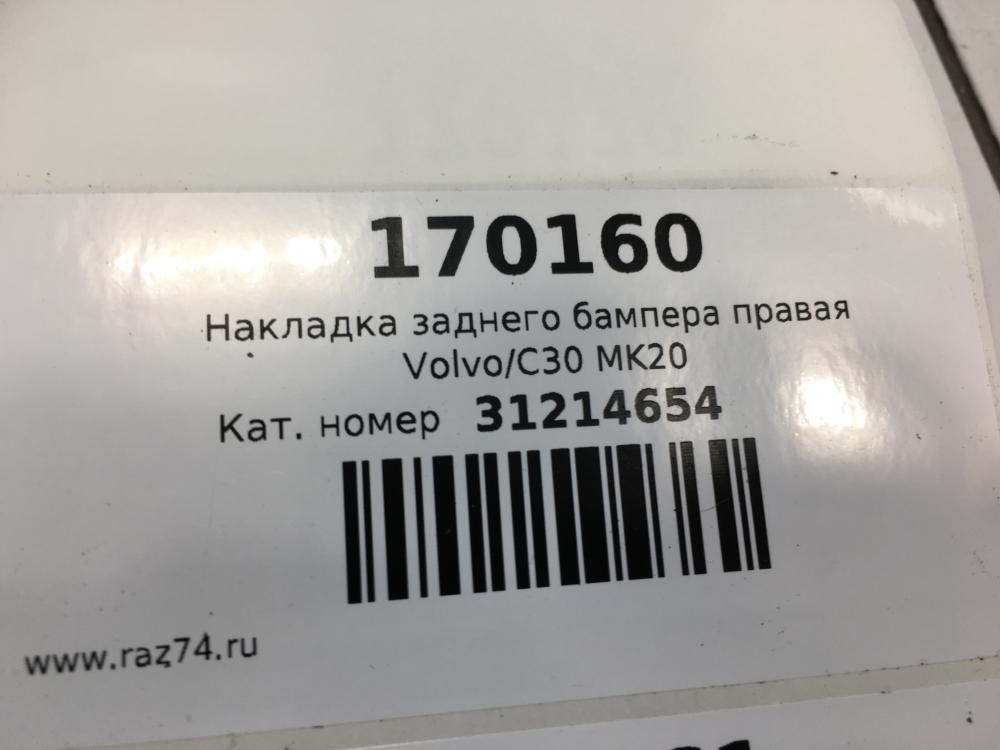 170160
Накладка заднего бампера правая
Volvo/C30 MK20
Кат. номер 31214654
www.raz74.ru